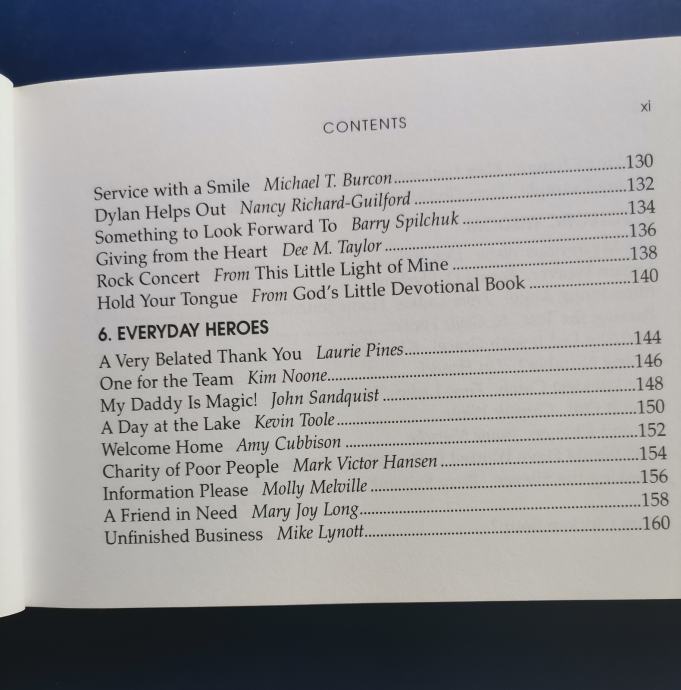 xi
CONTENTS
Service with a Smile Michael T. Burcon..........130
Dylan Helps Out Nancy Richard-Guilford..........132
Something to Look Forward To Barry Spilchuk..........134
Giving from the Heart Dee M. Taylor..........136
Rock Concert From This Little Light of Mine..........138
Hold Your Tongue From God's Little Devotional Book..........140
6. EVERYDAY HEROES
A Very Belated Thank You Laurie Pines..........144
One for the Team Kim Noone..........146
My Daddy Is Magic! John Sandquist..........148
A Day at the Lake Kevin Toole..........150
Welcome Home Amy Cubbison..........152
Charity of Poor People Mark Victor Hansen..........154
Information Please Molly Melville..........156
A Friend in Need Mary Joy Long..........158
Unfinished Business Mike Lynott..........160